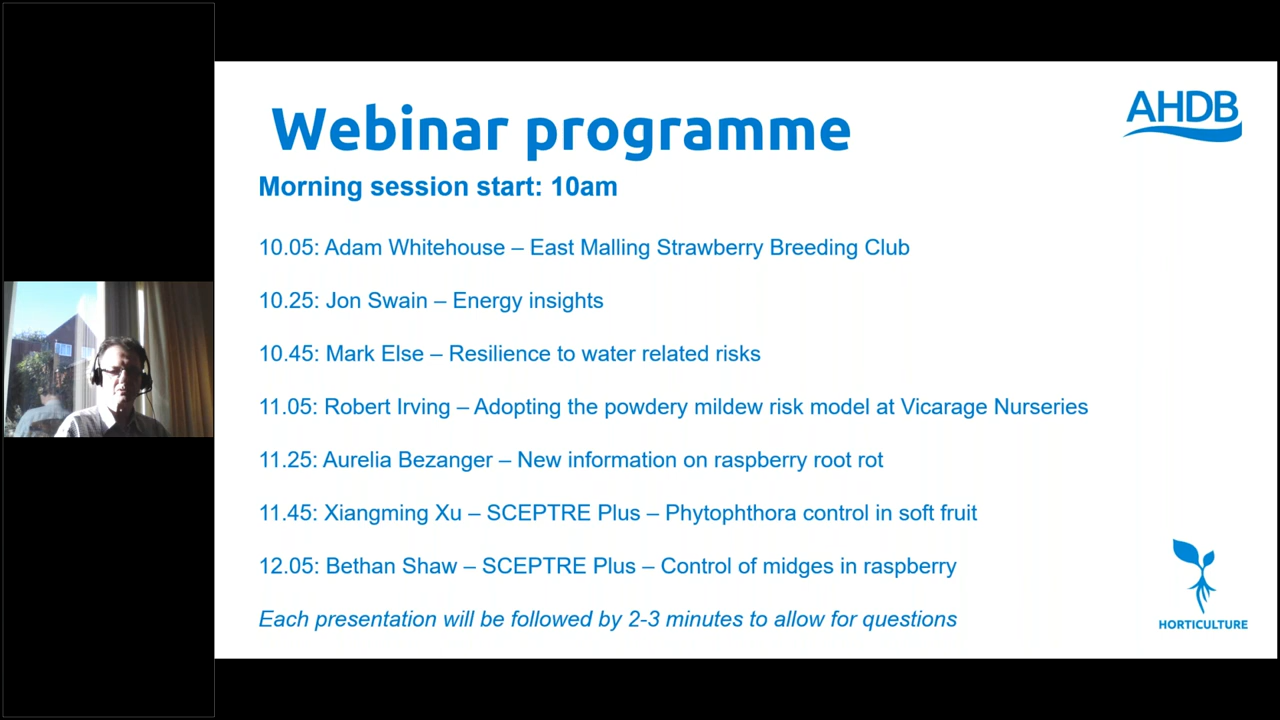 Webinar programme
AHDB
Morning session start: 10am
10.05: Adam Whitehouse – East Malling Strawberry Breeding Club
10.25: Jon Swain – Energy insights
10.45: Mark Else – Resilience to water related risks
11.05: Robert Irving – Adopting the powdery mildew risk model at Vicarage Nurseries
11.25: Aurelia Bezanger – New information on raspberry root rot
11.45: Xiangming Xu – SCEPTRE Plus – Phytophthora control in soft fruit
12.05: Bethan Shaw – SCEPTRE Plus – Control of midges in raspberry
Each presentation will be followed by 2-3 minutes to allow for questions
HORTICULTURE